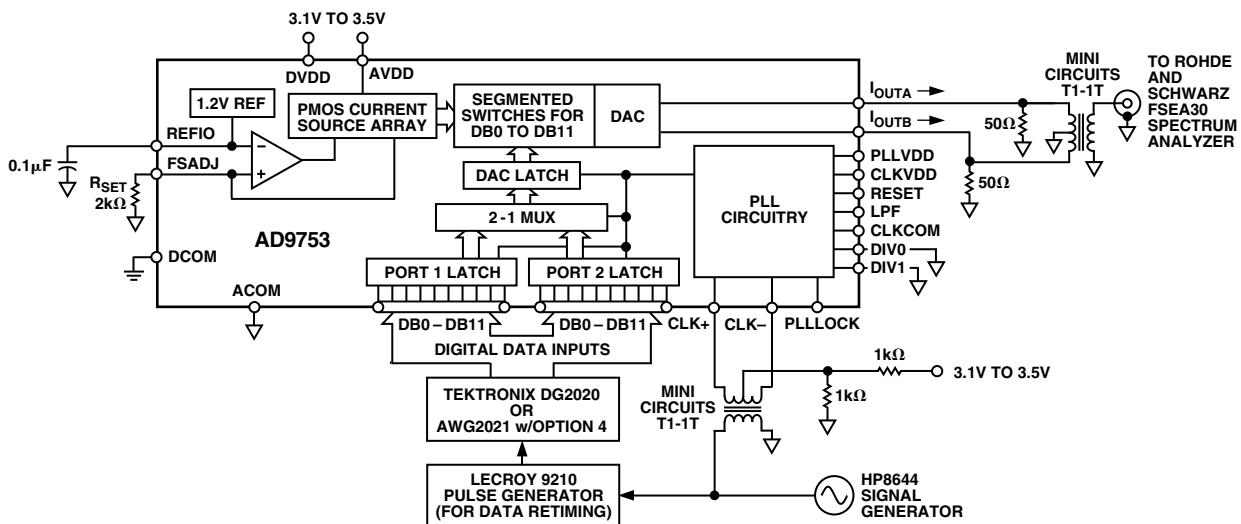 3.1V TO 3.5V
DVDD
AVDD
1.2V REF
PMOS CURRENT
SOURCE ARRAY
SEGMENTED
SWITCHES FOR
DB0 TO DB11
DAC
IOUTA
IOUTB
MINI
CIRCUITS
T1-1T
TO ROHDE
AND
SCHWARZ
FSEA30
SPECTRUM
ANALYZER
50Ω
50Ω
REFIO
FSADJ
0.1µF
RSET
2kΩ
−
+
DAC LATCH
2-1 MUX
PLL
CIRCUITRY
PLLVDD
CLKVDD
RESET
LPF
CLKCOM
DIV0
DIV1
AD9753
DCOM
ACOM
PORT 1 LATCH
PORT 2 LATCH
DB0 – DB11
DB0 – DB11
CLK+
CLK–
PLLLOCK
DIGITAL DATA INPUTS
TEKTRONIX DG2020
OR
AWG2021 w/OPTION 4
MINI
CIRCUITS
T1-1T
1kΩ
1kΩ
3.1V TO 3.5V
LECROY 9210
PULSE GENERATOR
(FOR DATA RETIMING)
HP8644
SIGNAL
GENERATOR